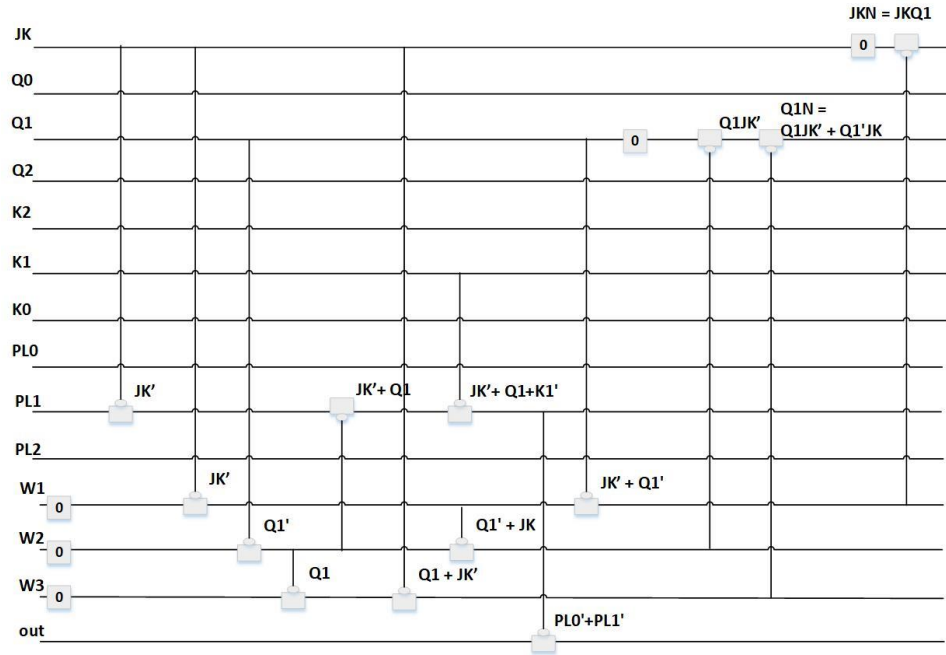 JKN = JKQ1
JK
0
Q0
Q1
0
Q1JK'
Q1N =
Q1JK' + Q1'JK
Q2
K2
K1
K0
PL0
PL1
JK'
JK'+ Q1
JK'+ Q1+K1'
PL2
W1
0
JK'
JK' + Q1'
W2
0
Q1'
Q1' + JK
W3
0
Q1
Q1 + JK'
out
PL0'+PL1'